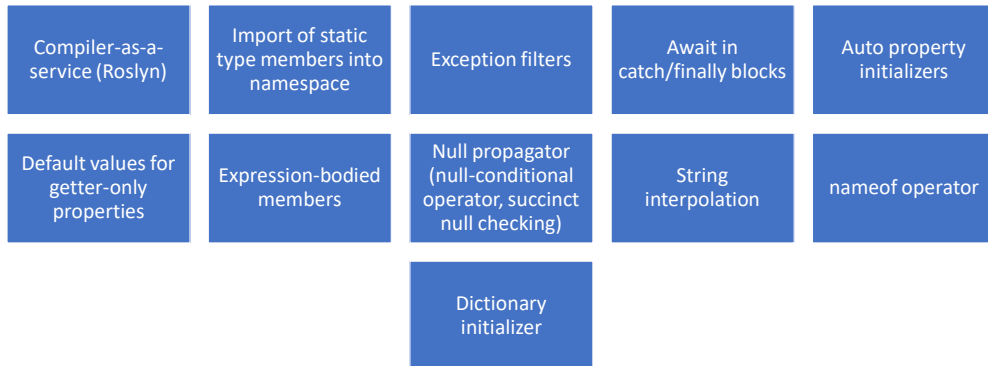 Compiler-as-a-
service (Roslyn)
Import of static
type members into
namespace
Exception filters
Await in
catch/finally blocks
Auto property
initializers
Default values for
getter-only
properties
Expression-bodied
members
Null propagator
(null-conditional
operator, succinct
null checking)
String
interpolation
nameof operator
Dictionary
initializer